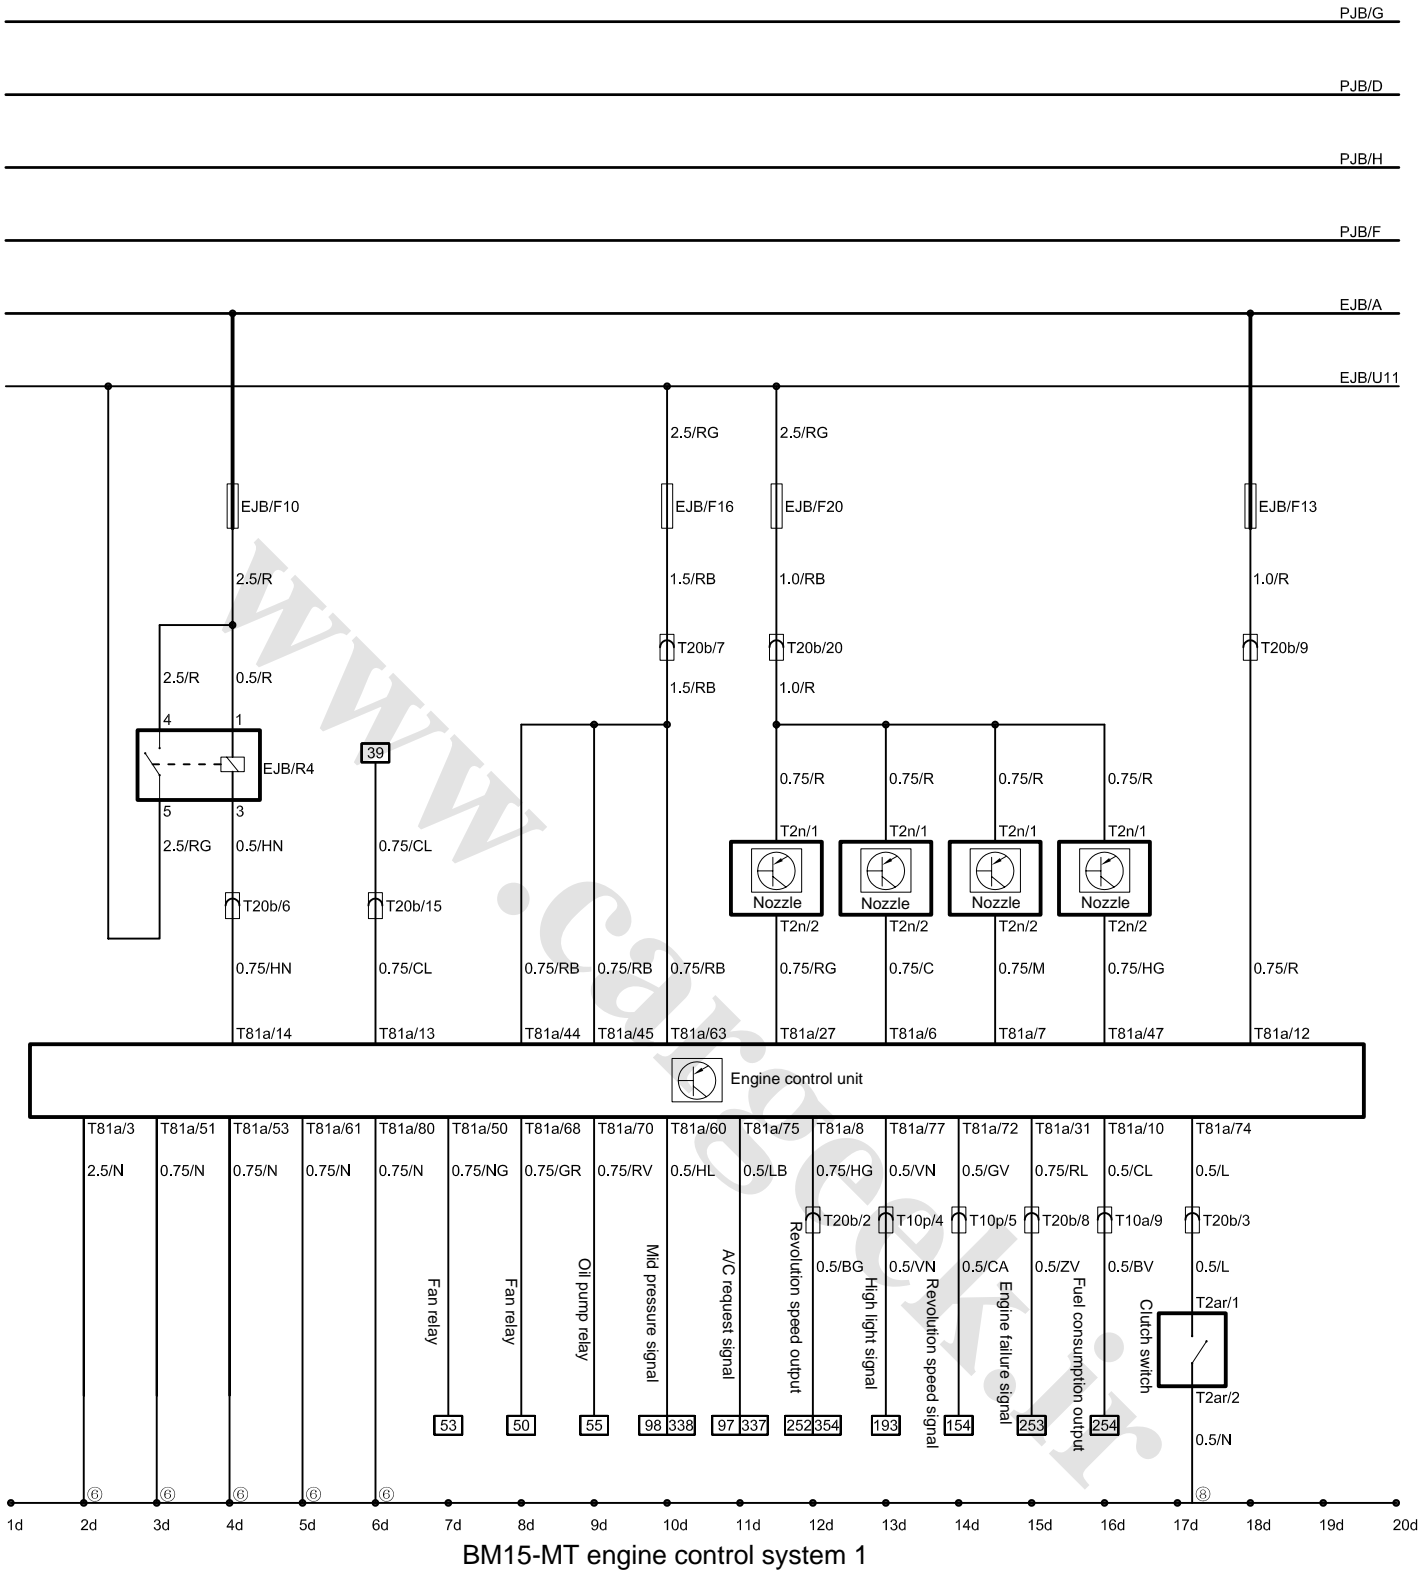 PJB/G
PJB/D
PJB/H
PJB/F
EJB/A
EJB/U11
2.5/RG 2.5/RG
EJB/F10 EJB/F16 EJB/F20 EJB/F13
2.5/R 1.5/RB 1.0/RB 1.0/R
T20b/7 T20b/20 T20b/9
2.5/R 0.5/R 1.5/RB 1.0/R
4 1
39
EJB/R4 0.75/R 0.75/R 0.75/R 0.75/R
5 3
T2n/1 T2n/1 T2n/1 T2n/1
2.5/RG 0.5/HN 0.75/CL
Nozzle Nozzle Nozzle Nozzle
T20b/6 T20b/15
T2n/2 T2n/2 T2n/2 T2n/2
0.75/HN 0.75/CL 0.75/RB 0.75/RB 0.75/RB 0.75/RG 0.75/C 0.75/M 0.75/HG 0.75/R
T81a/14 T81a/13 T81a/44 T81a/45 T81a/63 T81a/27 T81a/6 T81a/7 T81a/47 T81a/12
Engine control unit
T81a/3 T81a/51 T81a/53 T81a/61 T81a/80 T81a/50 T81a/68 T81a/70 T81a/60 T81a/75 T81a/8 T81a/77 T81a/72 T81a/31 T81a/10 T81a/74
2.5/N 0.75/N 0.75/N 0.75/N 0.75/N 0.75/NG 0.75/GR 0.75/RV 0.5/HL 0.5/LB 0.75/HG 0.5/VN 0.5/GV 0.75/RL 0.5/CL 0.5/L
T20b/2 T10p/4 T10p/5 T20b/8 T10a/9 T20b/3
0.5/BG 0.5/VN 0.5/CA 0.5/ZV 0.5/BV 0.5/L
T2ar/1
Fan relay
Fan relay
Oil pump relay
Mid pressure signal
A/C request signal
Revolution speed output
High light signal
Revolution speed signal
Engine failure signal
Fuel consumption output
Clutch switch
T2ar/2
53 50 55 98 338 97 337 252 354 193 154 253 254
0.5/N
⑥ ⑥ ⑥ ⑥ ⑥ ⑧
1d 2d 3d 4d 5d 6d 7d 8d 9d 10d 11d 12d 13d 14d 15d 16d 17d 18d 19d 20d
BM15-MT engine control system 1
www.cargeek.ir